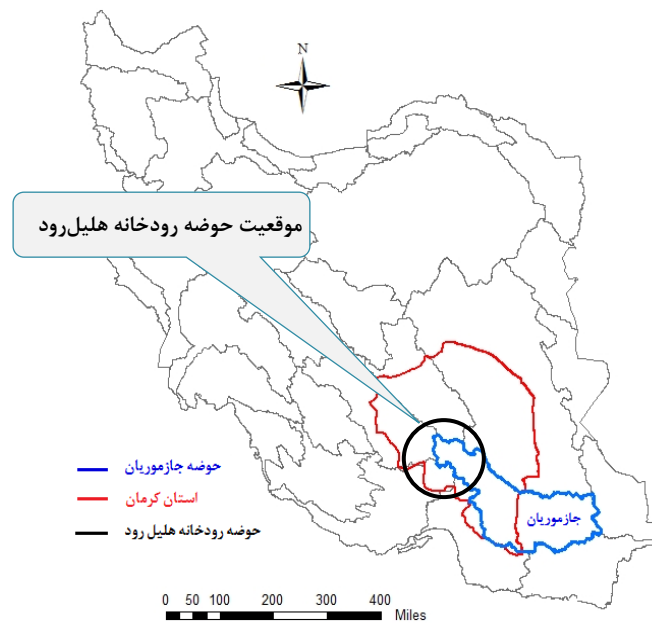 N
موقعیت حوضه رودخانه هلیل‌رود
حوضه جازموریان
استان کرمان
حوضه رودخانه هلیل رود
جازموریان
0 50 100 200 300 400
Miles